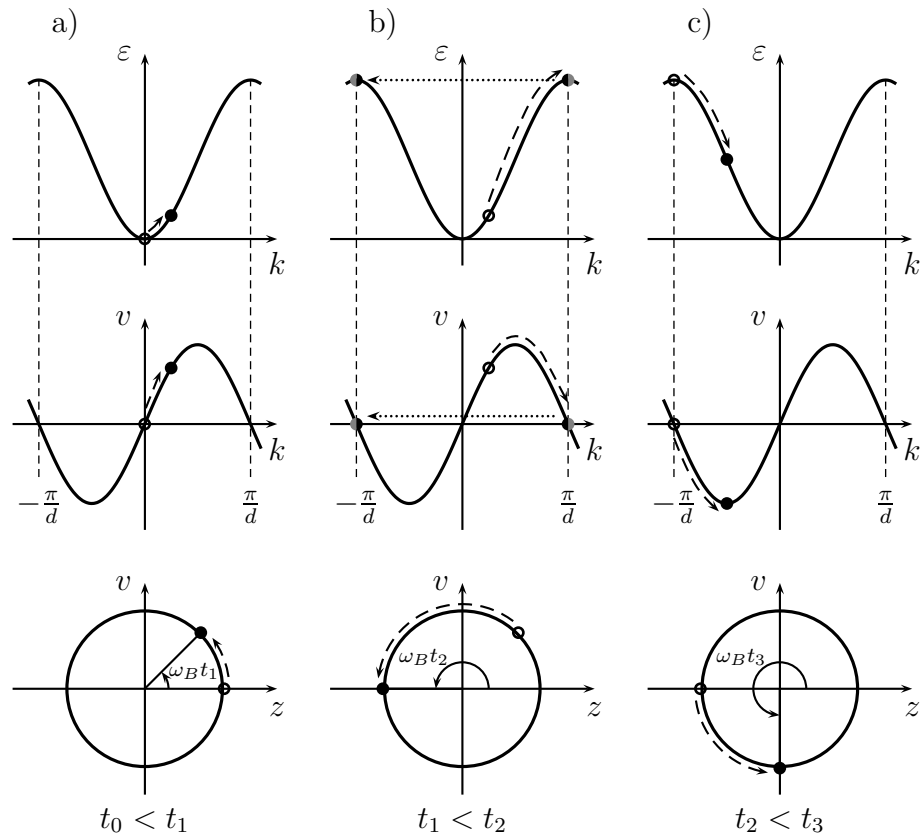 a) b) c)
ε ε ε
k k k
v v v
k k k
−π/d π/d −π/d π/d −π/d π/d
v v v
ω_B t_1 ω_B t_2 ω_B t_3
z z z
t_0 < t_1 t_1 < t_2 t_2 < t_3